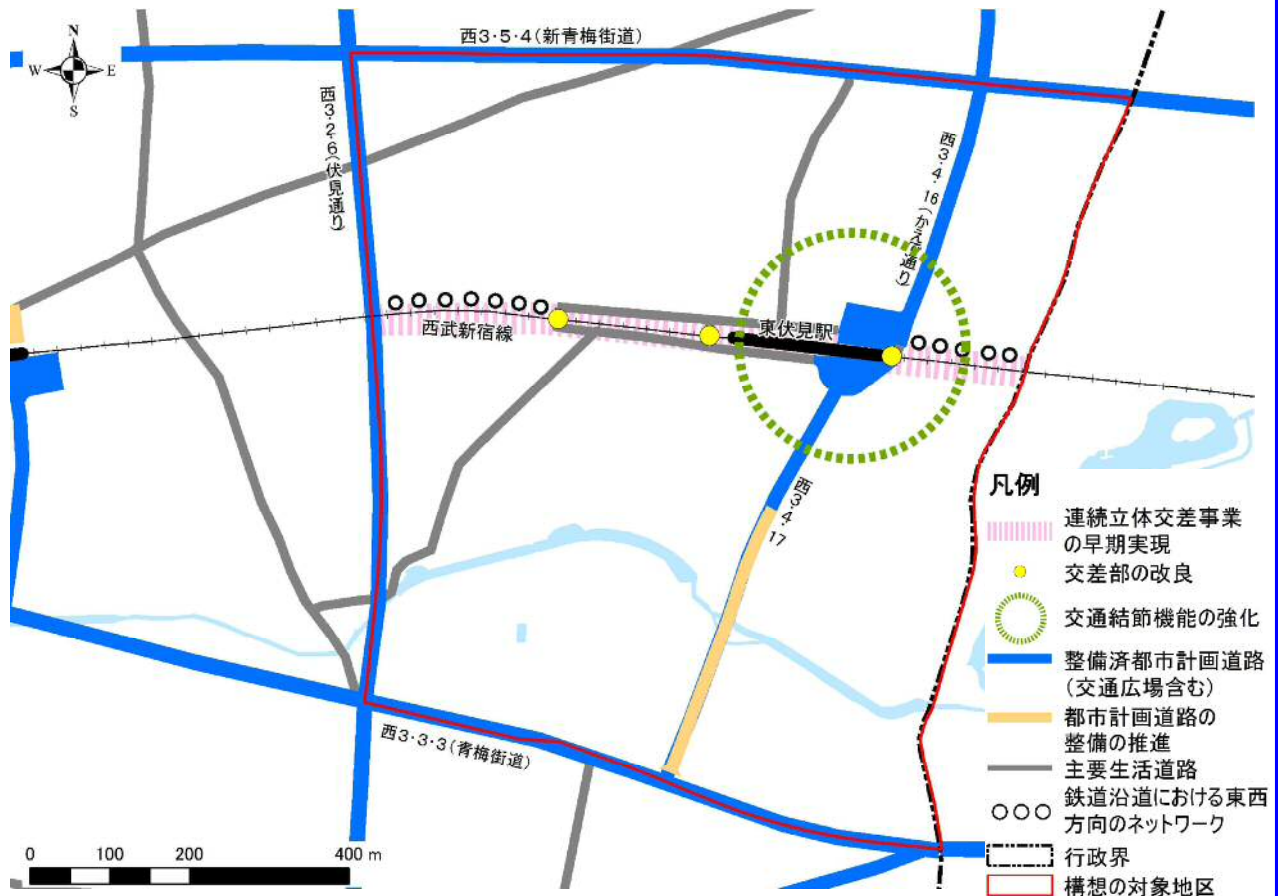 N
W
E
S
西3・5・4(新青梅街道)
西3・2・6(伏見通り)
西3・4・16(かえで通り)
西武新宿線
東伏見駅
西3・4・17
西3・3・3(青梅街道)
0 100 200 400 m
凡例
連続立体交差事業
の早期実現
交差部の改良
交通結節機能の強化
整備済都市計画道路
(交通広場含む)
都市計画道路の
整備の推進
主要生活道路
鉄道沿道における東西
方向のネットワーク
行政界
構想の対象地区